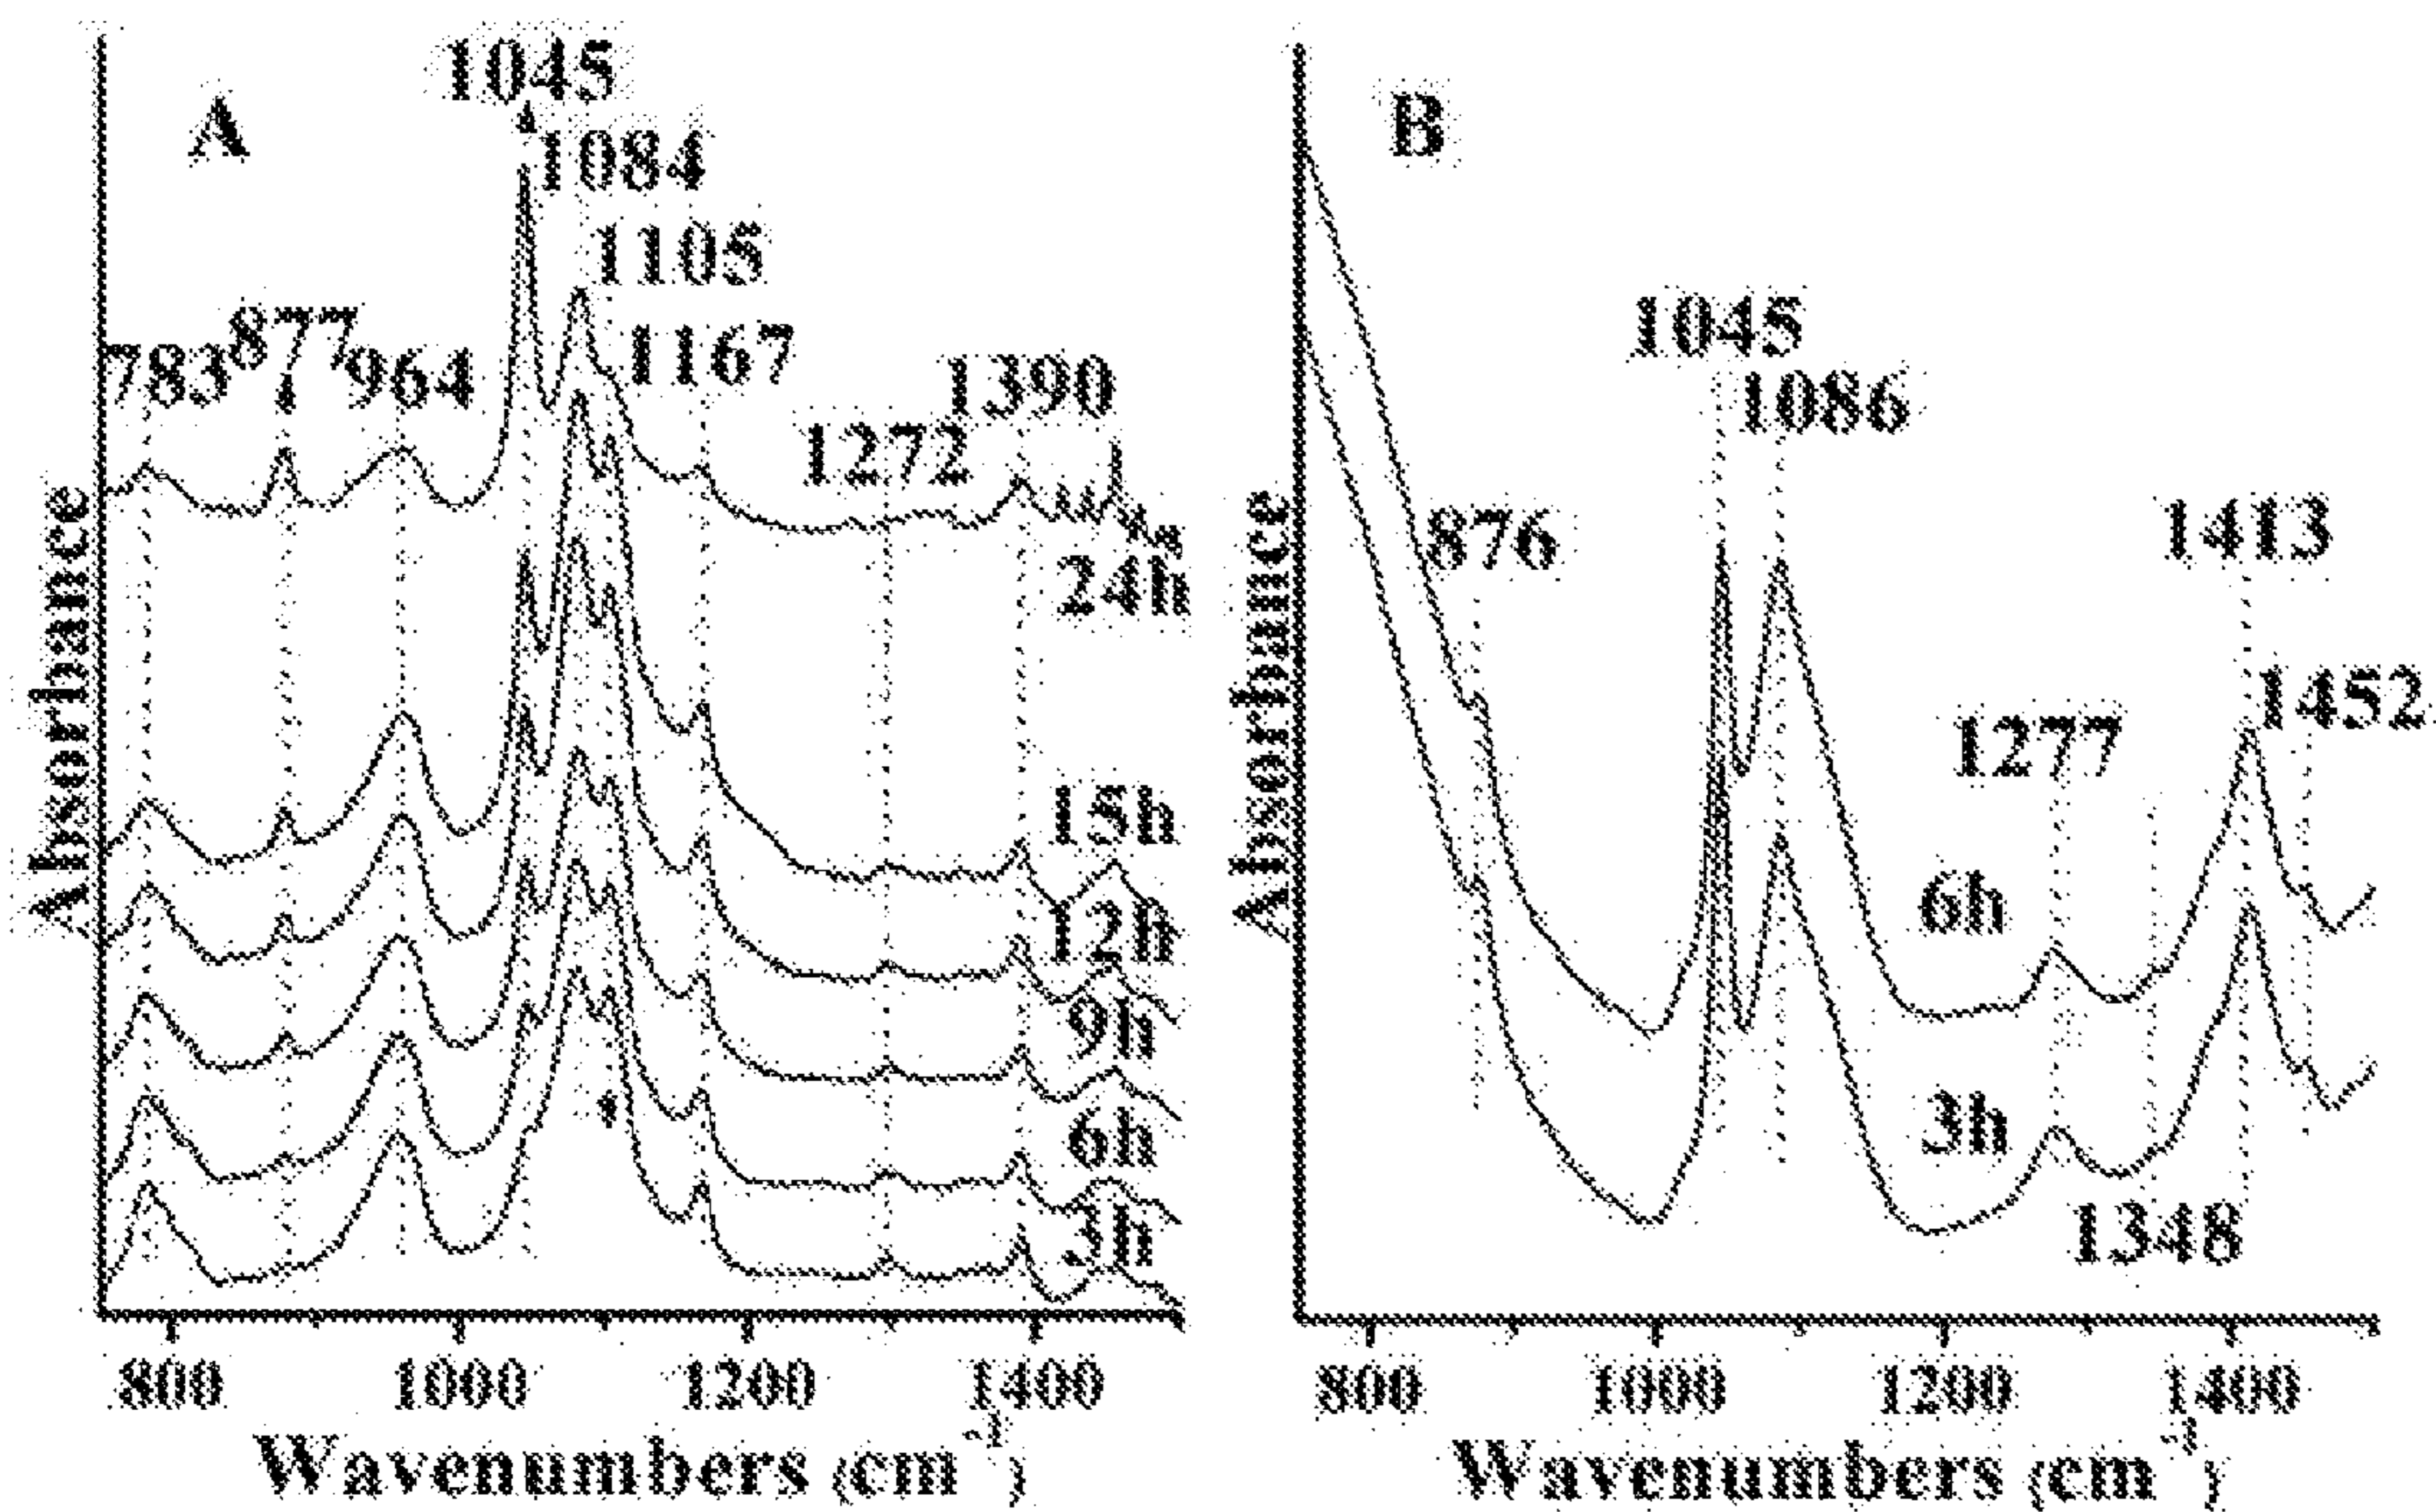 A
1045
1084
1105
1167
783
877
964
1390
1272
24h
15h
12h
9h
6h
3h
Absorbance
800
1000
1200
1400
Wavenumbers (cm⁻¹)
B
1045
1086
876
1413
1452
1277
6h
3h
1348
Absorbance
800
1000
1200
1400
Wavenumbers (cm⁻¹)